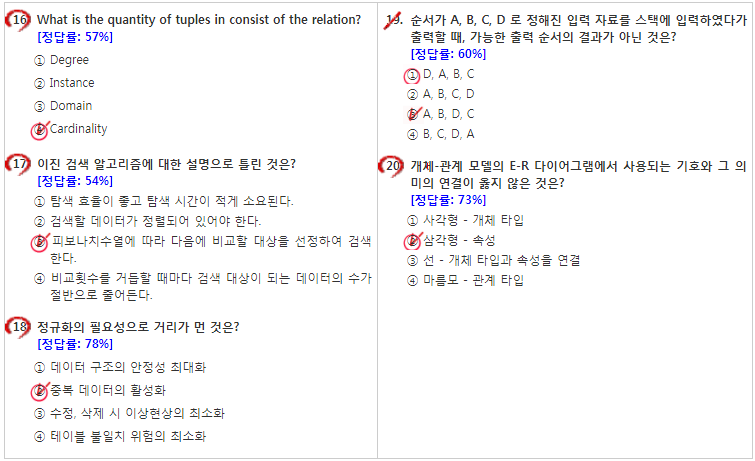 16. What is the quantity of tuples in consist of the relation?
[정답률: 57%]
① Degree
② Instance
③ Domain
④ Cardinality
17. 이진 검색 알고리즘에 대한 설명으로 틀린 것은?
[정답률: 54%]
① 탐색 효율이 좋고 탐색 시간이 적게 소요된다.
② 검색할 데이터가 정렬되어 있어야 한다.
③ 피보나치수열에 따라 다음에 비교할 대상을 선정하여 검색
한다.
④ 비교횟수를 거듭할 때마다 검색 대상이 되는 데이터의 수가
절반으로 줄어든다.
18. 정규화의 필요성으로 거리가 먼 것은?
[정답률: 78%]
① 데이터 구조의 안정성 최대화
② 중복 데이터의 활성화
③ 수정, 삭제 시 이상현상의 최소화
④ 테이블 불일치 위험의 최소화
19. 순서가 A, B, C, D 로 정해진 입력 자료를 스택에 입력하였다가
출력할 때, 가능한 출력 순서의 결과가 아닌 것은?
[정답률: 60%]
① D, A, B, C
② A, B, C, D
③ A, B, D, C
④ B, C, D, A
20. 개체-관계 모델의 E-R 다이어그램에서 사용되는 기호와 그 의
미의 연결이 옳지 않은 것은?
[정답률: 73%]
① 사각형 - 개체 타입
② 삼각형 - 속성
③ 선 - 개체 타입과 속성을 연결
④ 마름모 - 관계 타입